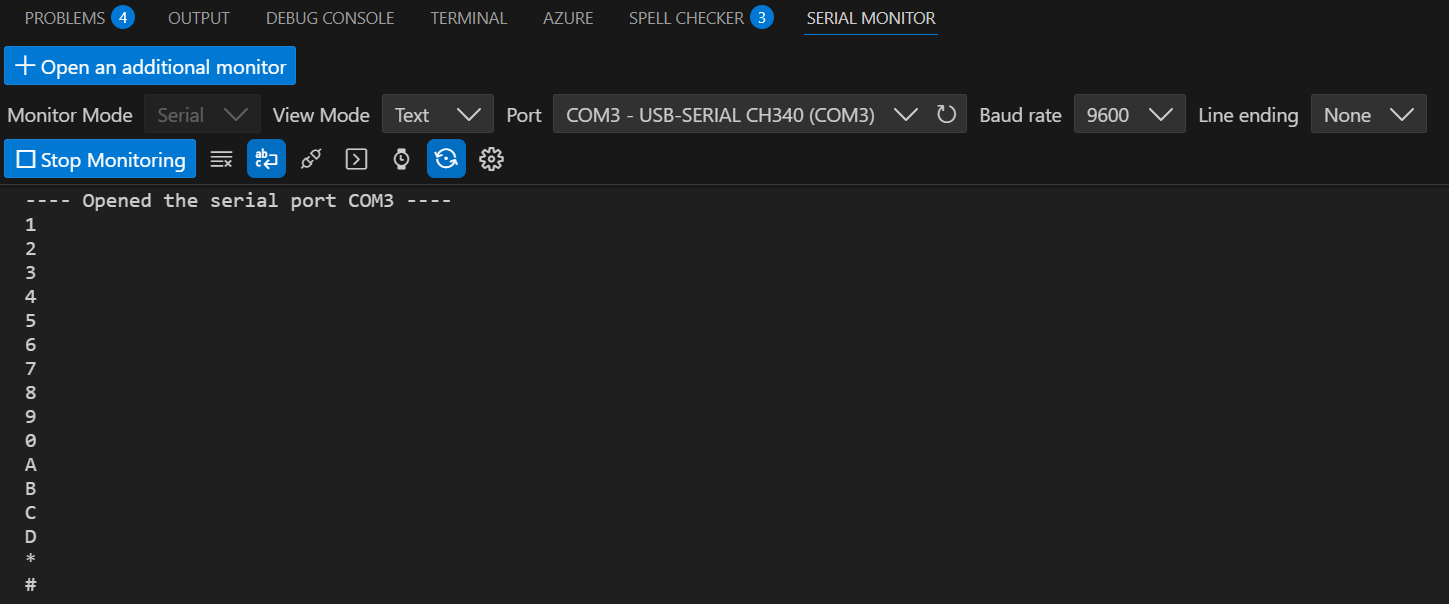 PROBLEMS 4 OUTPUT DEBUG CONSOLE TERMINAL AZURE SPELL CHECKER 3 SERIAL MONITOR
Open an additional monitor
Monitor Mode Serial View Mode Text Port COM3 - USB-SERIAL CH340 (COM3) Baud rate 9600 Line ending None
Stop Monitoring
---- Opened the serial port COM3 ----
1
2
3
4
5
6
7
8
9
0
A
B
C
D
*
#